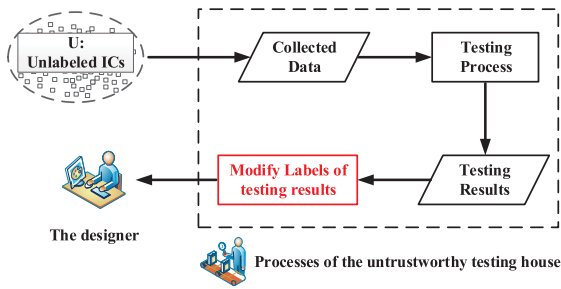 U:
Unlabeled ICs
Collected
Data
Testing
Process
Modify Labels of
testing results
Testing
Results
The designer
Processes of the untrustworthy testing house